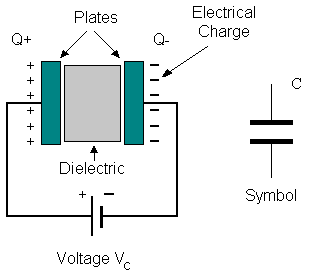 Plates
Electrical
Charge
Q+
Q-
+
+
+
+
+
+
Dielectric
+
C
Symbol
Voltage Vc